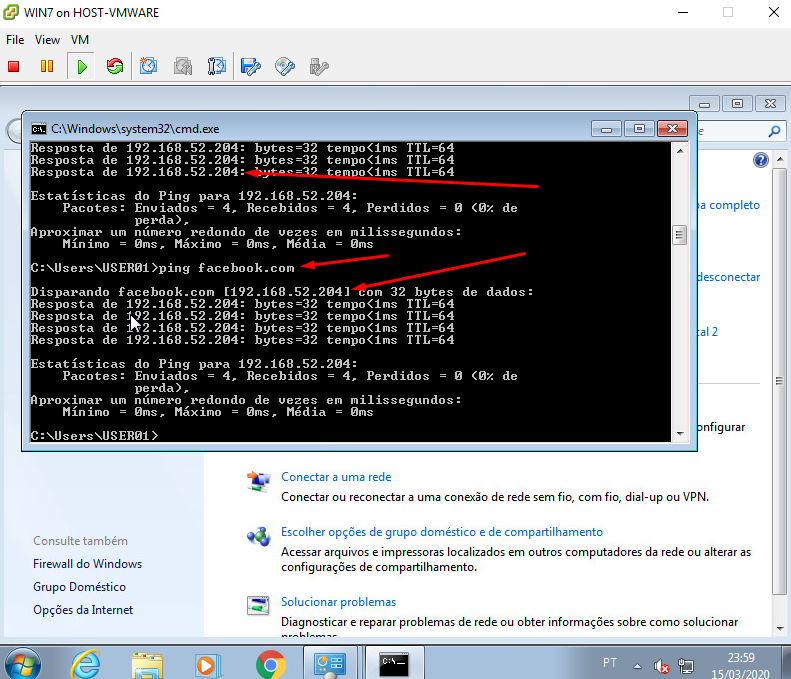 WIN7 on HOST-VMWARE
File View VM
C:\Windows\system32\cmd.exe
Resposta de 192.168.52.204: bytes=32 tempo<1ms TTL=64
Resposta de 192.168.52.204: bytes=32 tempo<1ms TTL=64
Resposta de 192.168.52.204: bytes=32 tempo<1ms TTL=64
Estatísticas do Ping para 192.168.52.204:
Pacotes: Enviados = 4, Recebidos = 4, Perdidos = 0 (0% de
perda),
Aproximar um número redondo de vezes em milissegundos:
Mínimo = 0ms, Máximo = 0ms, Média = 0ms
C:\Users\USER01>ping facebook.com
Disparando facebook.com [192.168.52.204] com 32 bytes de dados:
Resposta de 192.168.52.204: bytes=32 tempo<1ms TTL=64
Resposta de 192.168.52.204: bytes=32 tempo<1ms TTL=64
Resposta de 192.168.52.204: bytes=32 tempo<1ms TTL=64
Resposta de 192.168.52.204: bytes=32 tempo<1ms TTL=64
Estatísticas do Ping para 192.168.52.204:
Pacotes: Enviados = 4, Recebidos = 4, Perdidos = 0 (0% de
perda),
Aproximar um número redondo de vezes em milissegundos:
Mínimo = 0ms, Máximo = 0ms, Média = 0ms
C:\Users\USER01>
completo
desconectar
2
onfigurar
Conectar a uma rede
Conectar ou reconectar a uma conexão de rede sem fio, com fio, dial-up ou VPN.
Escolher opções de grupo doméstico e de compartilhamento
Acessar arquivos e impressoras localizados em outros computadores da rede ou alterar as
configurações de compartilhamento.
Solucionar problemas
Diagnosticar e reparar problemas de rede ou obter informações sobre como solucionar
problemas.
Consulte também
Firewall do Windows
Grupo Doméstico
Opções da Internet
PT
23:59
15/03/2020